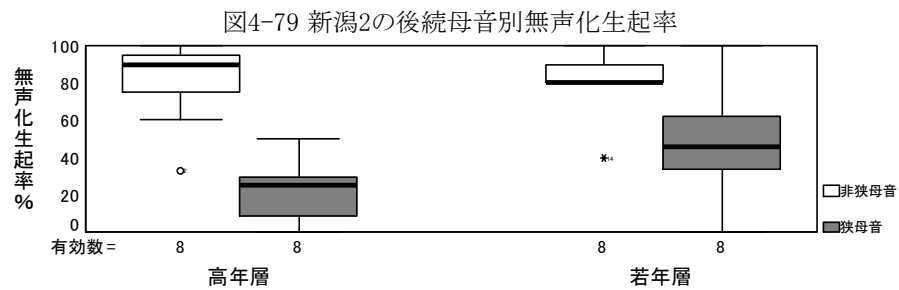 図4-79 新潟2の後続母音別無声化生起率
無声化生起率%
100
80
60
40
20
0
2
*14
非狭母音
狭母音
有効数= 8 8 8 8
高年層 若年層